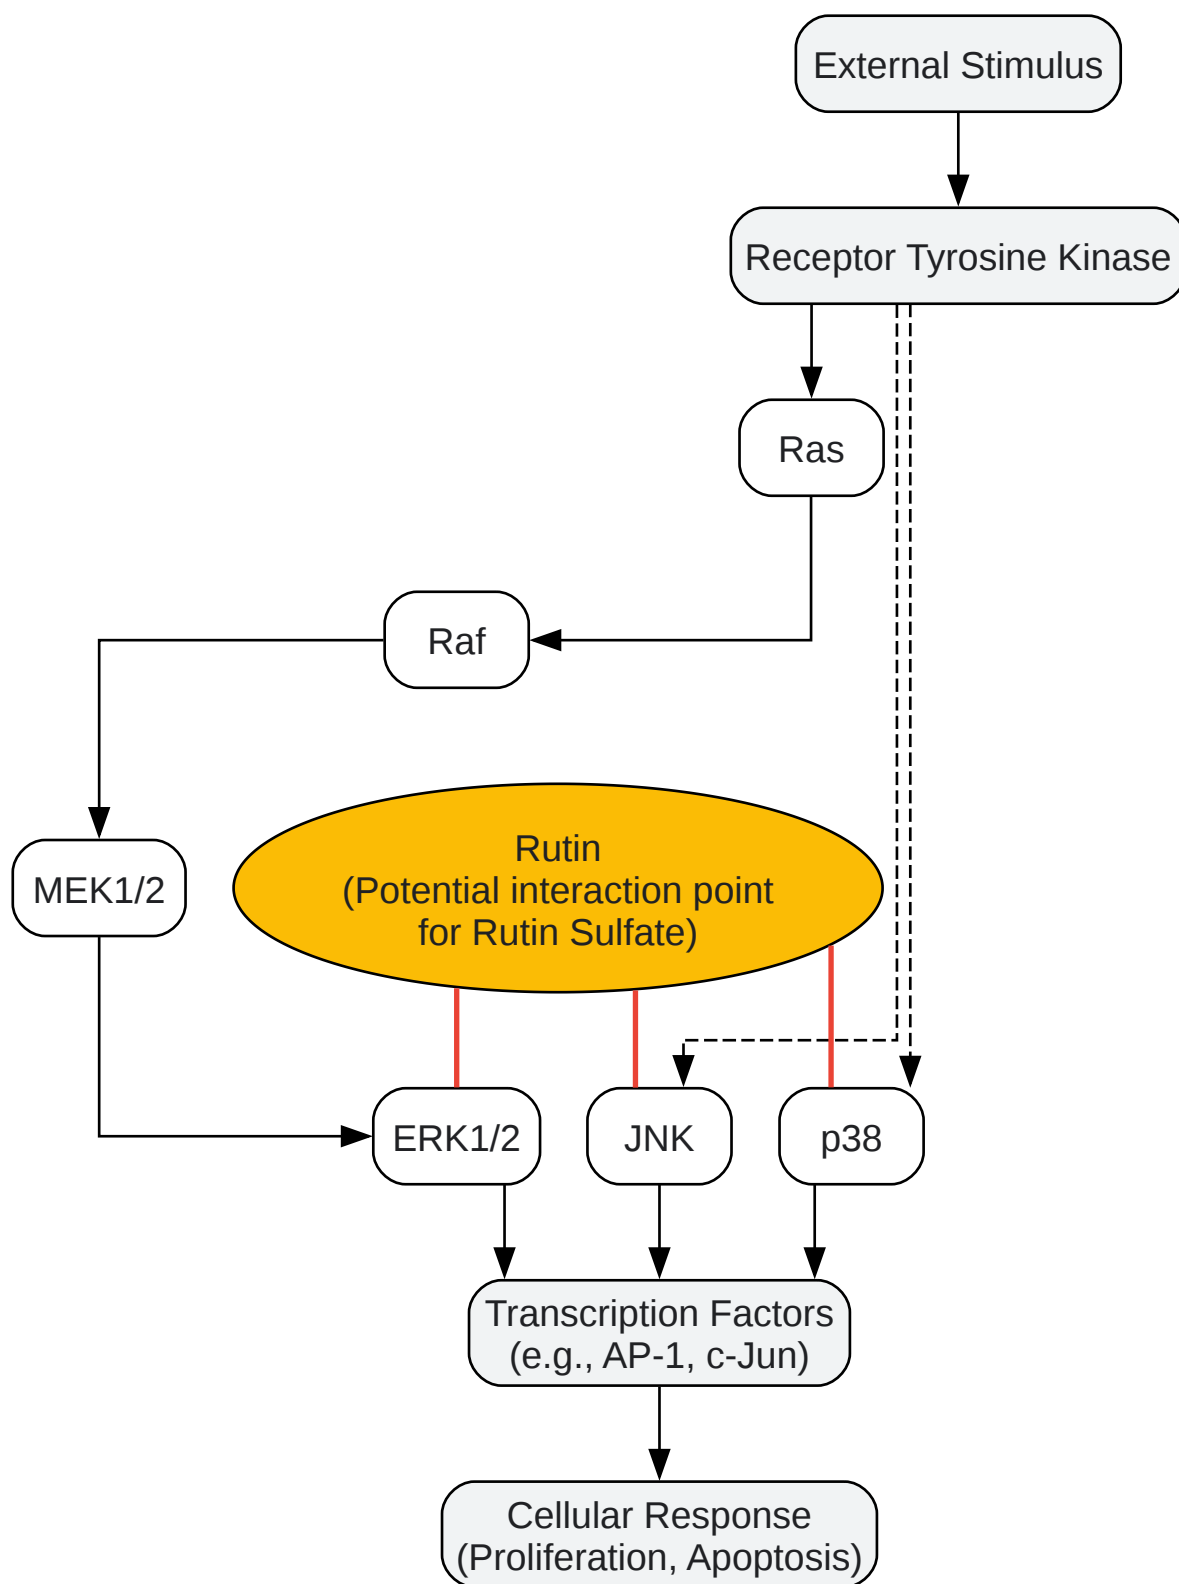 External Stimulus
Receptor Tyrosine Kinase
Ras
Raf
Rutin
(Potential interaction point
for Rutin Sulfate)
MEK1/2
ERK1/2
JNK
p38
Transcription Factors
(e.g., AP-1, c-Jun)
Cellular Response
(Proliferation, Apoptosis)